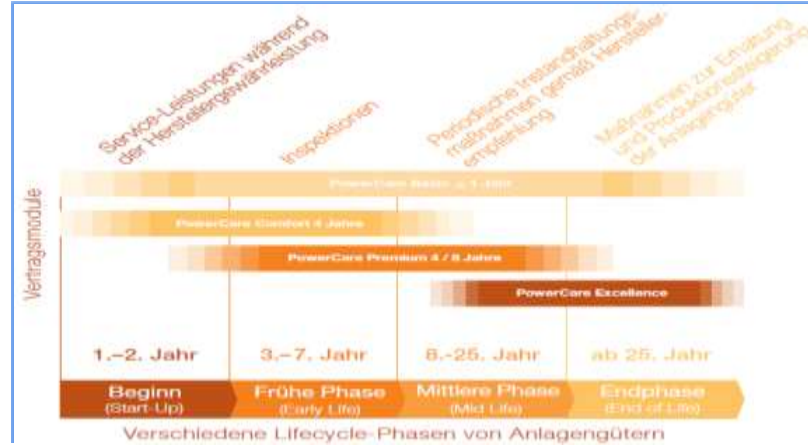 Service-Leistungen während
der Herstellergewährleistung
Inspektionen
Periodische Instandhaltungs-
maßnahmen gemäß Hersteller-
empfehlung
Maßnahmen zur Erhaltung
und Produktionssteigerung
der Anlagengüter
Vertragsmodule
PowerCare Basic 1 Jahr
PowerCare Comfort 4 Jahre
PowerCare Premium 4 / 8 Jahre
PowerCare Excellence
1.–2. Jahr
3.–7. Jahr
8.-25. Jahr
ab 25. Jahr
Beginn
(Start-Up)
Frühe Phase
(Early Life)
Mittlere Phase
(Mid Life)
Endphase
(End of Life)
Verschiedene Lifecycle-Phasen von Anlagengütern